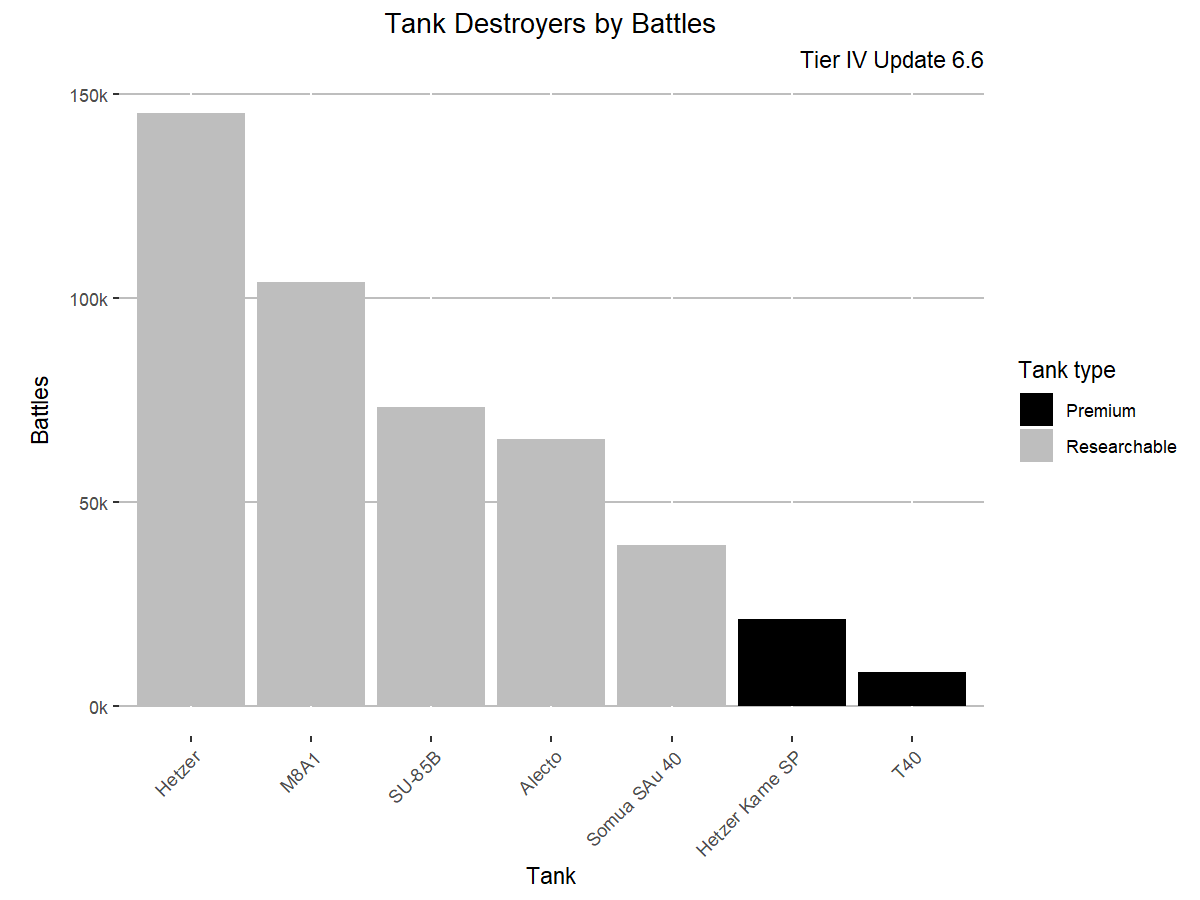 Tank Destroyers by Battles
Tier IV Update 6.6
150k
100k
50k
0k
Battles
Hetzer
M8A1
SU-85B
Alecto
Somua SAu 40
Hetzer Kame SP
T40
Tank
Tank type
Premium
Researchable